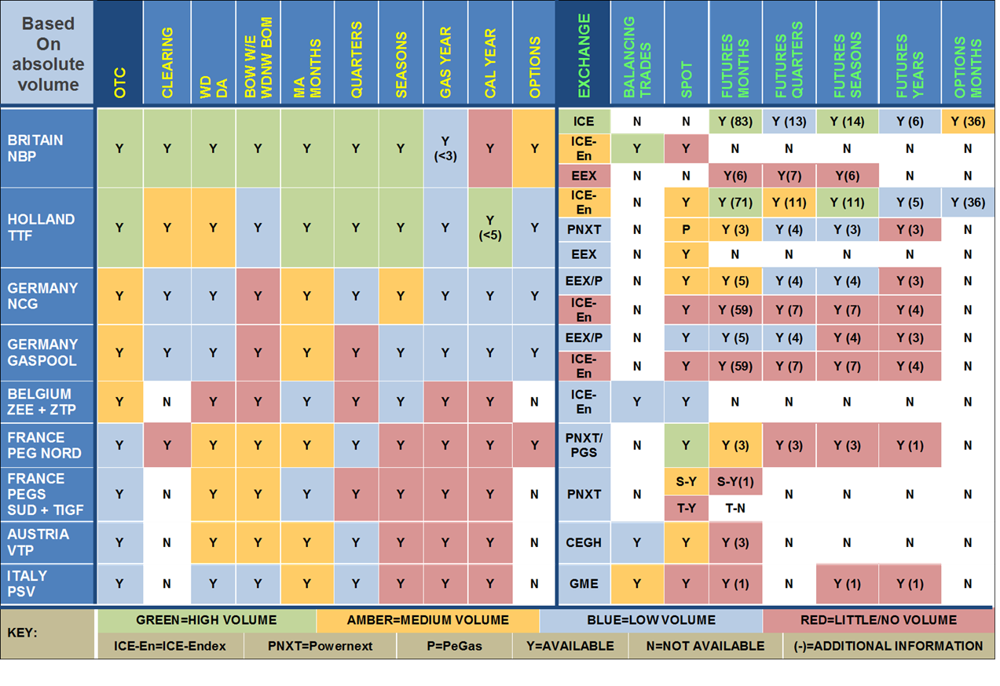 Based On absolute volume | OTC | CLEARING | WD DA | BOW W/E WDNW BOM | MA MONTHS | QUARTERS | SEASONS | GAS YEAR | CAL YEAR | OPTIONS | EXCHANGE | BALANCING TRADES | SPOT | FUTURES MONTHS | FUTURES QUARTERS | FUTURES SEASONS | FUTURES YEARS | OPTIONS MONTHS
BRITAIN NBP | Y | Y | Y | Y | Y | Y | Y | Y (<3) | Y | Y | ICE | N | N | Y (83) | Y (13) | Y (14) | Y (6) | Y (36)
ICE-En | Y | Y | N | N | N | N | N
EEX | N | N | Y(6) | Y(7) | Y(6) | N | N
HOLLAND TTF | Y | Y | Y | Y | Y | Y | Y | Y | Y (<5) | Y | ICE-En | N | Y | Y (71) | Y (11) | Y (11) | Y (5) | Y (36)
PNXT | N | P | Y (3) | Y (4) | Y (3) | Y (3) | N
EEX | N | Y | N | N | N | N | N
GERMANY NCG | Y | Y | Y | Y | Y | Y | Y | Y | Y | Y | EEX/P | N | Y | Y (5) | Y (4) | Y (4) | Y (3) | N
ICE-En | N | Y | Y (59) | Y (7) | Y (7) | Y (4) | N
GERMANY GASPOOL | Y | Y | Y | Y | Y | Y | Y | Y | Y | Y | EEX/P | N | Y | Y (5) | Y (4) | Y (4) | Y (3) | N
ICE-En | N | Y | Y (59) | Y (7) | Y (7) | Y (4) | N
BELGIUM ZEE + ZTP | Y | N | Y | Y | Y | Y | Y | Y | Y | N | ICE-En | Y | Y | N | N | N | N | N
FRANCE PEG NORD | Y | Y | Y | Y | Y | Y | Y | Y | Y | Y | PNXT/PGS | N | Y | Y (3) | Y (3) | Y (3) | Y (1) | N
FRANCE PEGS SUD + TIGF | Y | N | Y | Y | Y | Y | Y | Y | Y | N | PNXT | N | S-Y | S-Y(1) | N | N | N | N
T-Y | T-N
AUSTRIA VTP | Y | N | Y | Y | Y | Y | Y | Y | Y | N | CEGH | Y | Y | Y (3) | N | N | N | N
ITALY PSV | Y | N | Y | Y | Y | Y | Y | Y | Y | N | GME | Y | Y | Y (1) | N | Y (1) | Y (1) | N
KEY: | GREEN=HIGH VOLUME | AMBER=MEDIUM VOLUME | BLUE=LOW VOLUME | RED=LITTLE/NO VOLUME
ICE-En=ICE-Endex | PNXT=Powernext | P=PeGas | Y=AVAILABLE | N=NOT AVAILABLE | (-)=ADDITIONAL INFORMATION